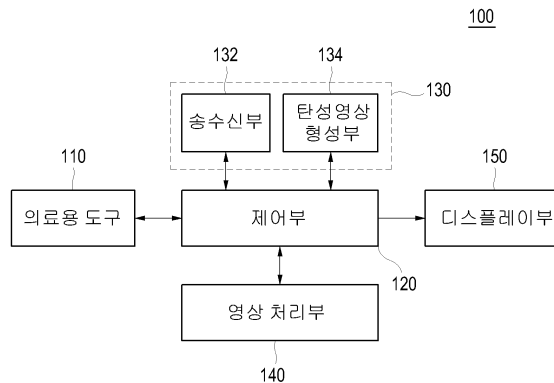 100
132
134
130
송수신부
탄성영상
형성부
110
150
의료용 도구
제어부
디스플레이부
120
영상 처리부
140